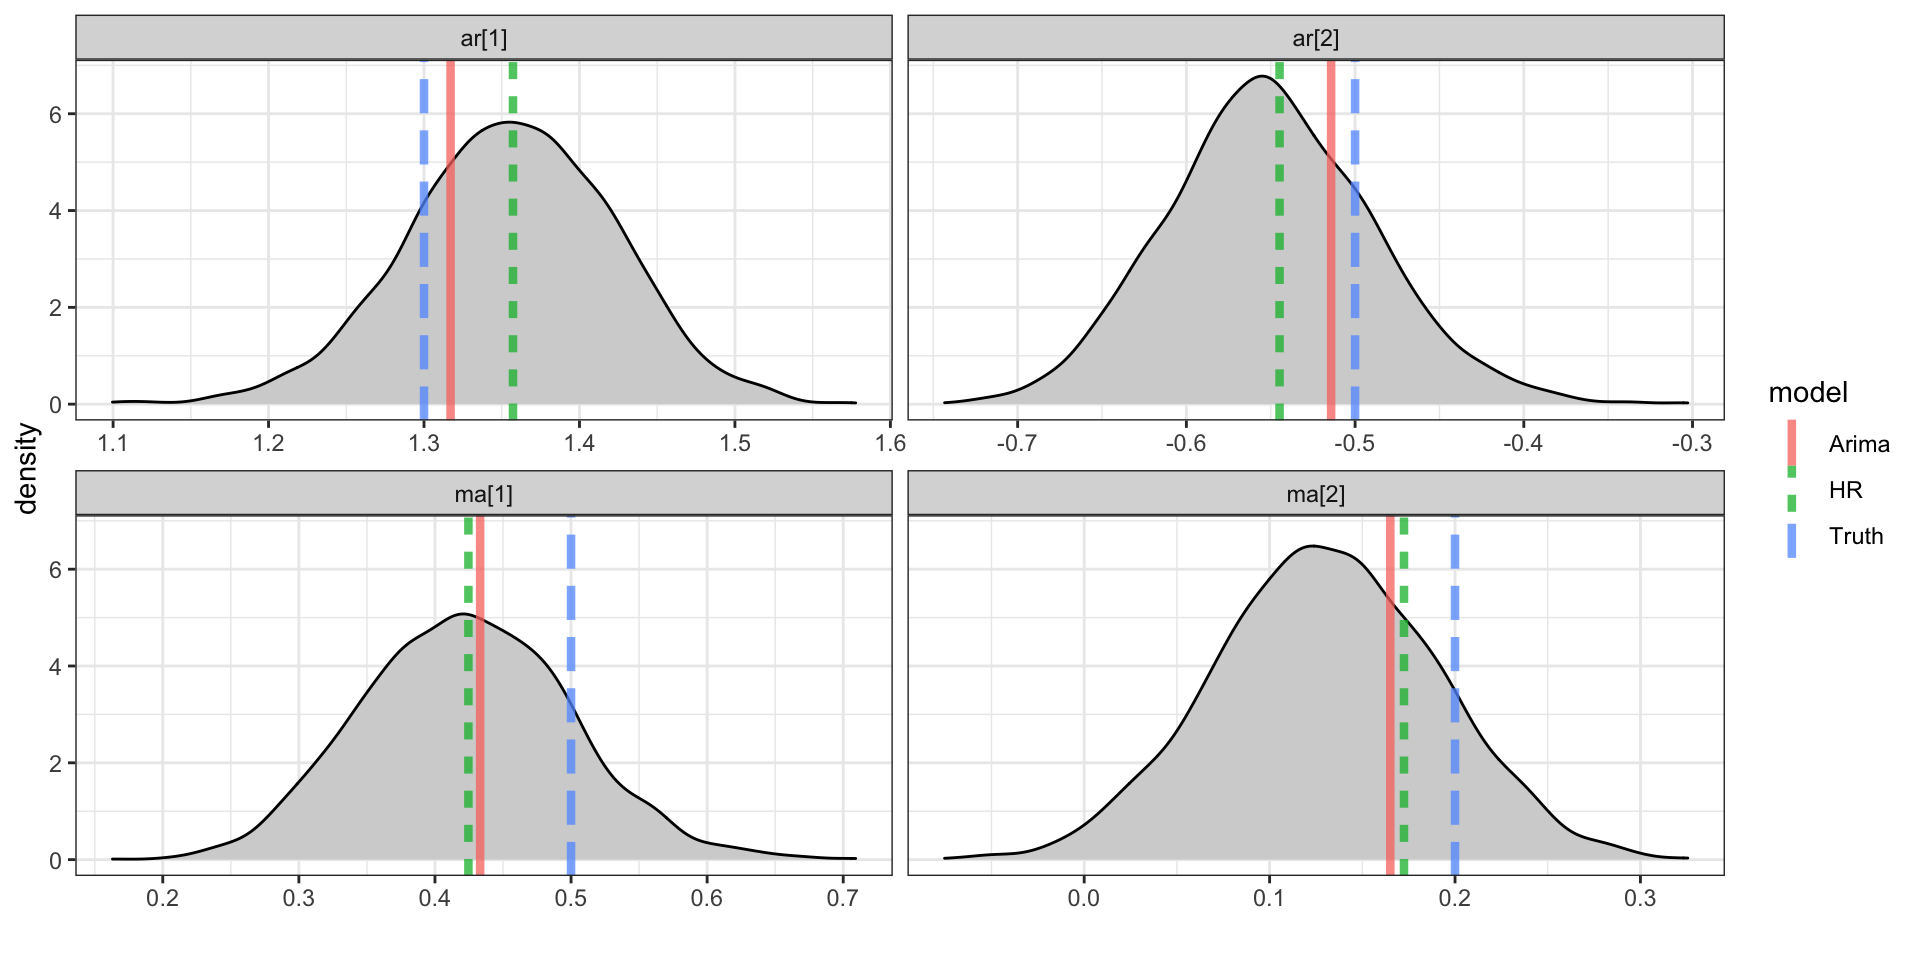 ar[1]
ar[2]
6
4
2
0
1.1 1.2 1.3 1.4 1.5 1.6
-0.7 -0.6 -0.5 -0.4 -0.3
density
ma[1]
ma[2]
6
4
2
0
0.2 0.3 0.4 0.5 0.6 0.7
0.0 0.1 0.2 0.3
model
Arima
HR
Truth